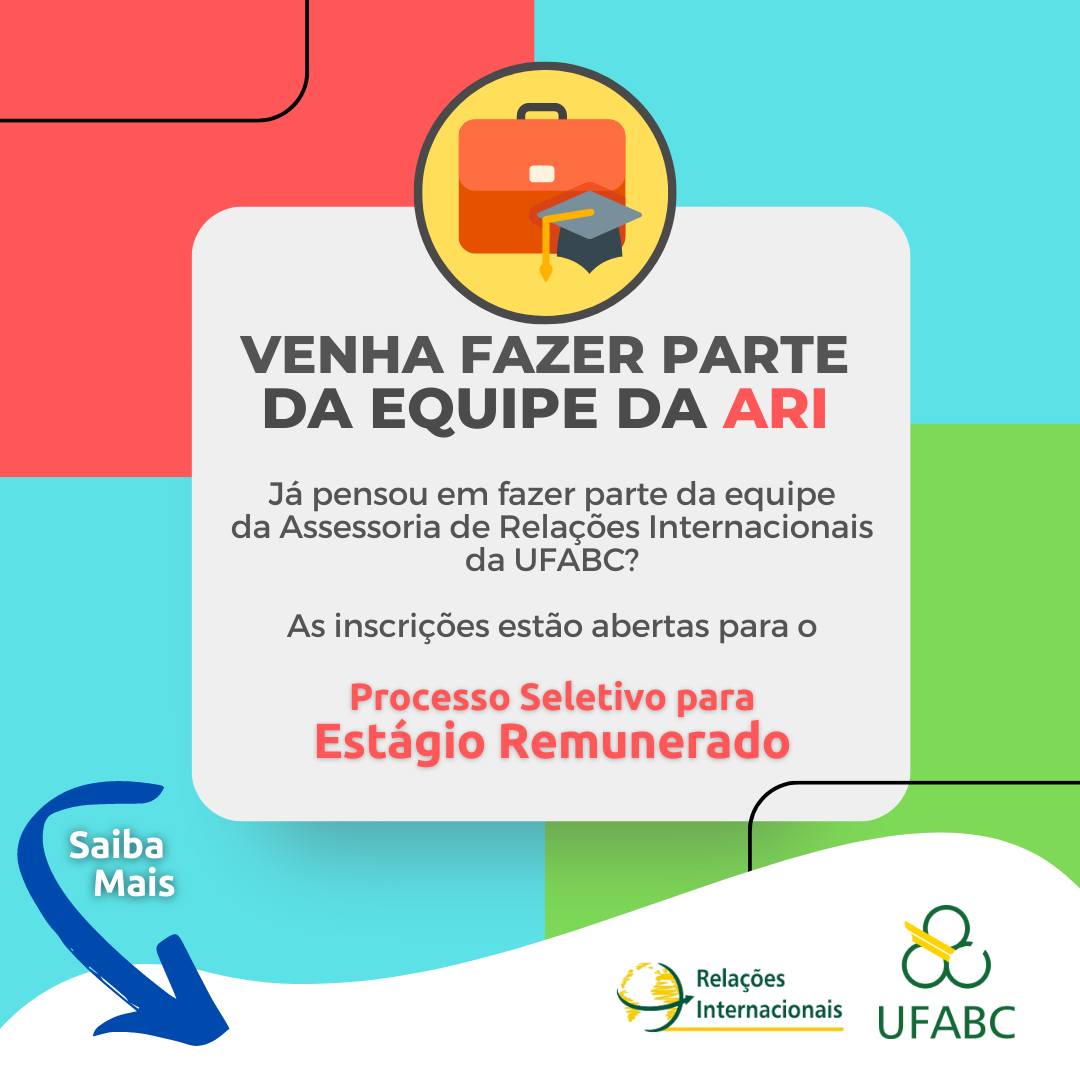 VENHA FAZER PARTE
DA EQUIPE DA ARI
Já pensou em fazer parte da equipe
da Assessoria de Relações Internacionais
da UFABC?
As inscrições estão abertas para o
Processo Seletivo para
Estágio Remunerado
Saiba
Mais
Relações
Internacionais
UFABC